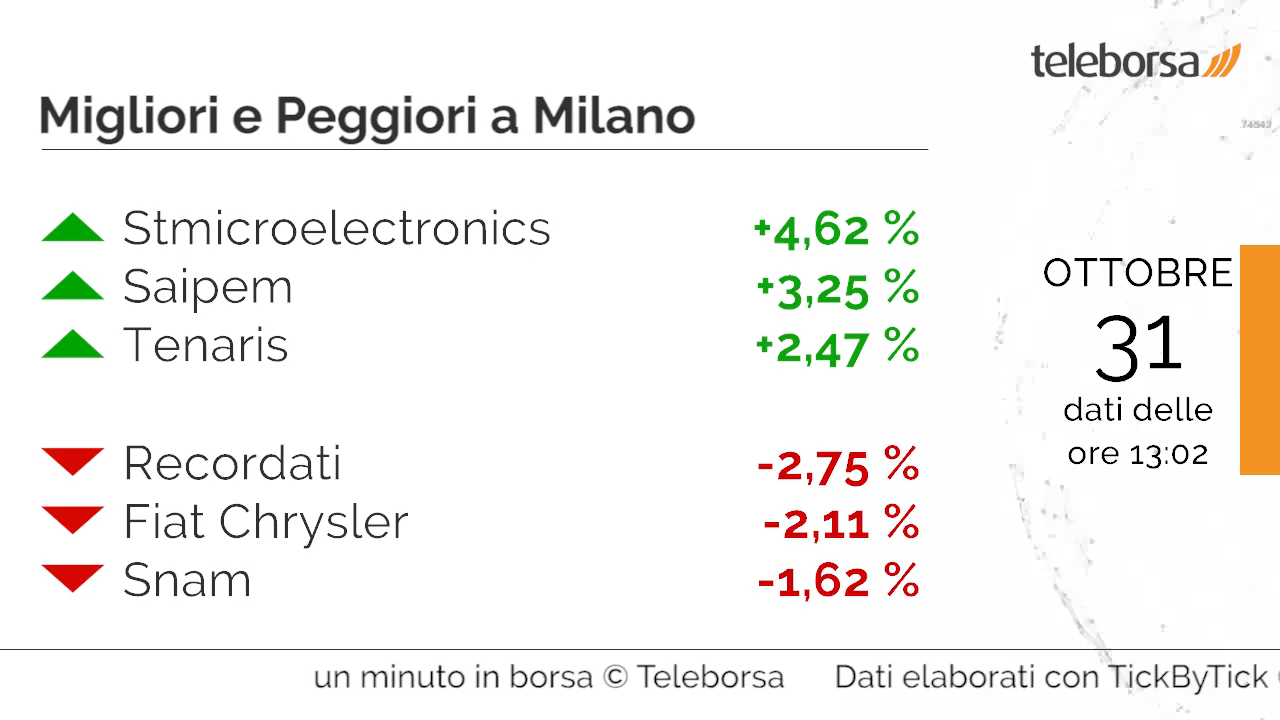 teleborsa
Migliori e Peggiori a Milano
74543
Stmicroelectronics +4,62 %
Saipem +3,25 %
Tenaris +2,47 %
Recordati -2,75 %
Fiat Chrysler -2,11 %
Snam -1,62 %
OTTOBRE
31
dati delle
ore 13:02
un minuto in borsa © Teleborsa Dati elaborati con TickByTick